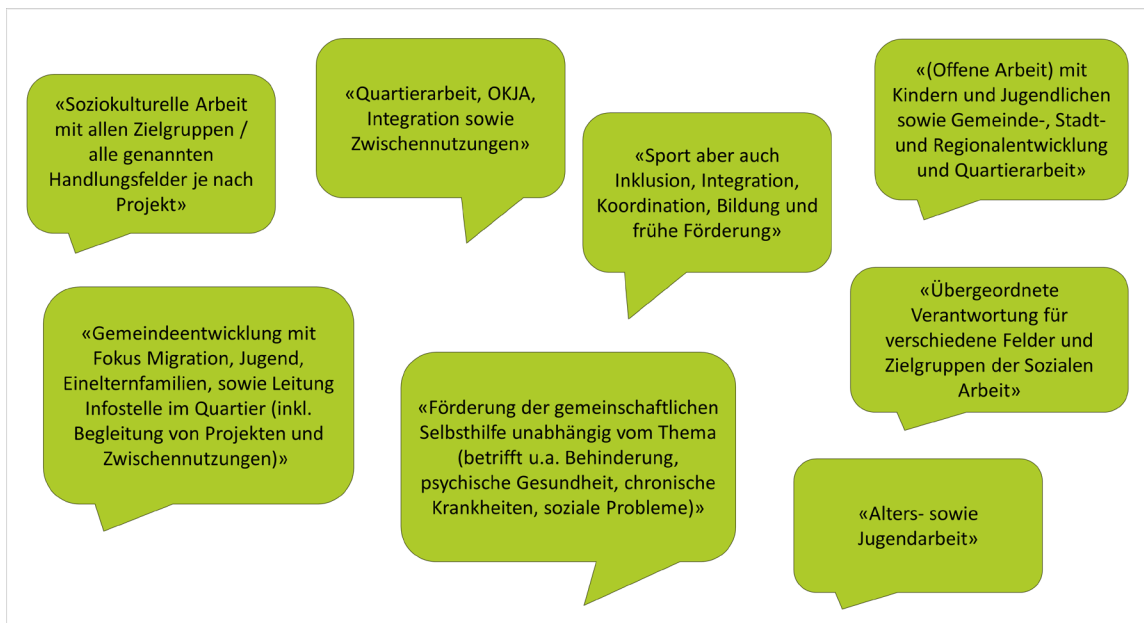 «Soziokulturelle Arbeit
mit allen Zielgruppen /
alle genannten
Handlungsfelder je nach
Projekt»
«Quartierarbeit, OKJA,
Integration sowie
Zwischennutzungen»
«Sport aber auch
Inklusion, Integration,
Koordination, Bildung und
frühe Förderung»
«(Offene Arbeit) mit
Kindern und Jugendlichen
sowie Gemeinde-, Stadt-
und Regionalentwicklung
und Quartierarbeit»
«Gemeindeentwicklung mit
Fokus Migration, Jugend,
Einelternfamilien, sowie Leitung
Infostelle im Quartier (inkl.
Begleitung von Projekten und
Zwischennutzungen)»
«Förderung der gemeinschaftlichen
Selbsthilfe unabhängig vom Thema
(betrifft u.a. Behinderung,
psychische Gesundheit, chronische
Krankheiten, soziale Probleme)»
«Übergeordnete
Verantwortung für
verschiedene Felder und
Zielgruppen der Sozialen
Arbeit»
«Alters- sowie
Jugendarbeit»